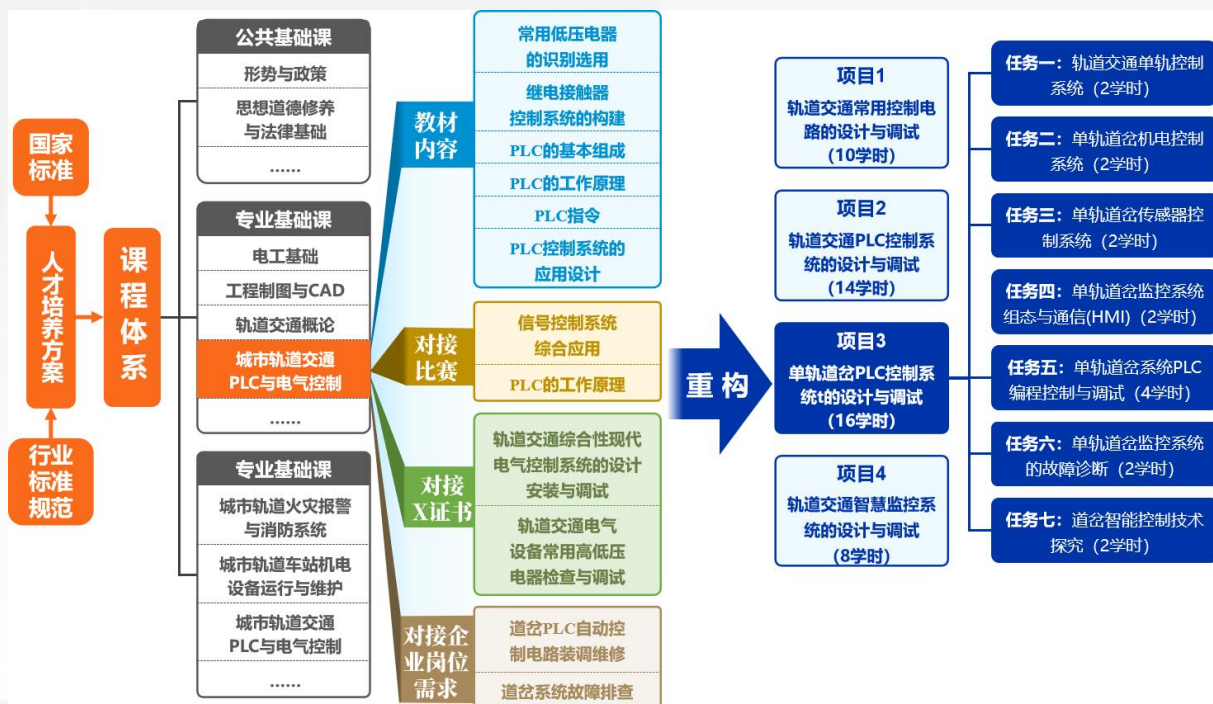 国家
标准
人才培养方案
行业
标准
规范
课程体系
公共基础课
形势与政策
思想道德修养
与法律基础
......
专业基础课
电工基础
工程制图与CAD
轨道交通概论
城市轨道交通
PLC与电气控制
......
专业基础课
城市轨道火灾报警
与消防系统
城市轨道车站机电
设备运行与维护
城市轨道交通
PLC与电气控制
......
教材
内容
常用低压电器
的识别选用
继电接触器
控制系统的构建
PLC的基本组成
PLC的工作原理
PLC指令
PLC控制系统的
应用设计
对接
比赛
信号控制系统
综合应用
PLC的工作原理
对接
X证书
轨道交通综合性现代
电气控制系统的设计
安装与调试
轨道交通电气
设备常用高低压
电器检查与调试
对接企
业岗位
需求
道岔PLC自动控
制电路装调维修
道岔系统故障排查
重构
项目1
轨道交通常用控制电
路的设计与调试
(10学时)
项目2
轨道交通PLC控制系
统的设计与调试
(14学时)
项目3
单轨道岔PLC控制系
统t的设计与调试
(16学时)
项目4
轨道交通智慧监控系
统的设计与调试
(8学时)
任务一：轨道交通单轨控制
系统（2学时）
任务二：单轨道岔机电控制
系统（2学时）
任务三：单轨道岔传感器控
制系统（2学时）
任务四：单轨道岔监控系统
组态与通信(HMI)（2学时）
任务五：单轨道岔系统PLC
编程控制与调试（4学时）
任务六：单轨道岔监控系统
的故障诊断（2学时）
任务七：道岔智能控制技术
探究（2学时）